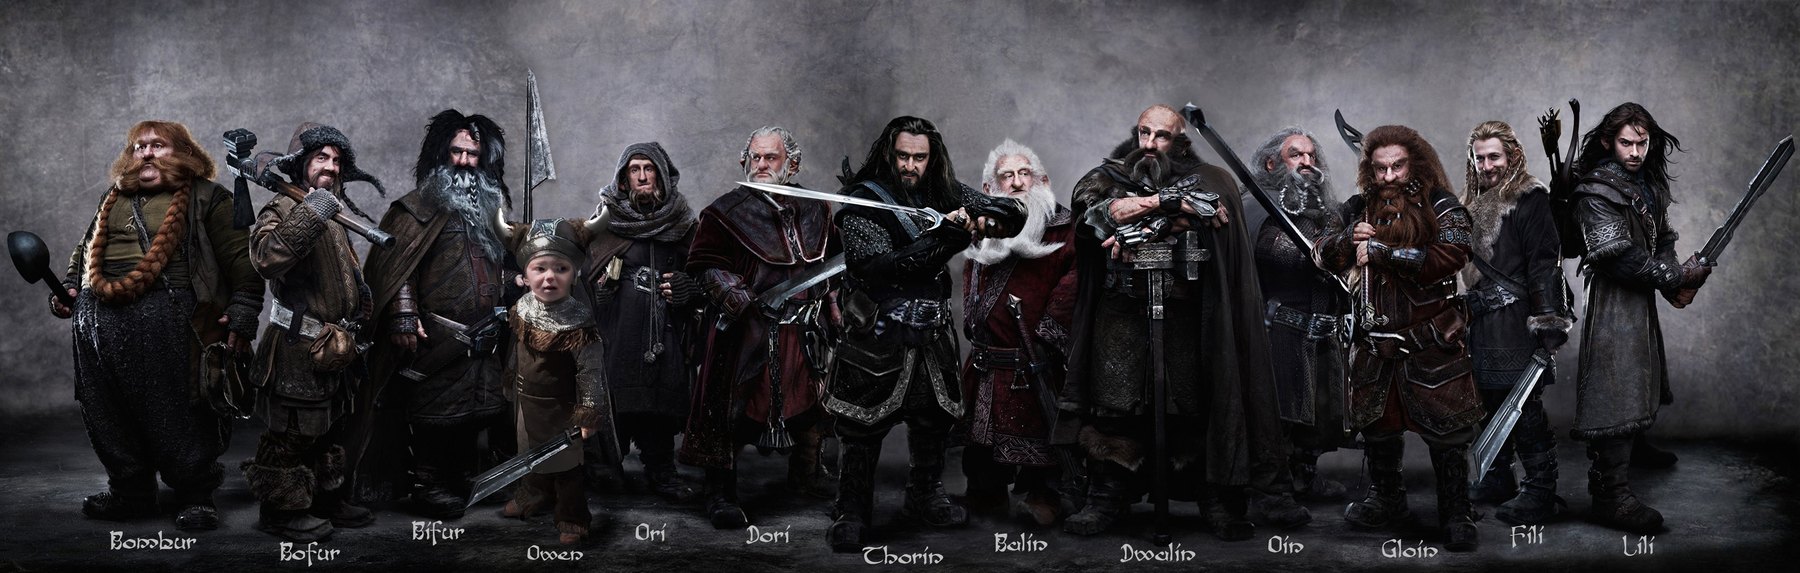 Bombur
Bofur
Bifur
Owen
Ori
Dori
Thorin
Balin
Dwalin
Oin
Gloin
Fili
Lili